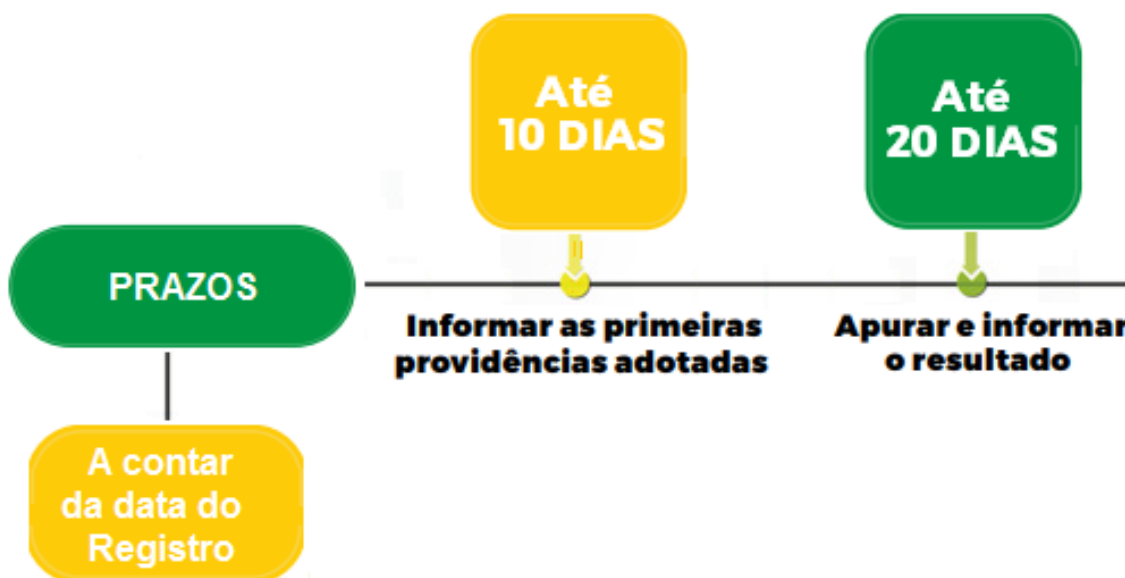 Até
10 DIAS
Até
20 DIAS
PRAZOS
Informar as primeiras
providências adotadas
Apurar e informar
o resultado
A contar
da data do
Registro